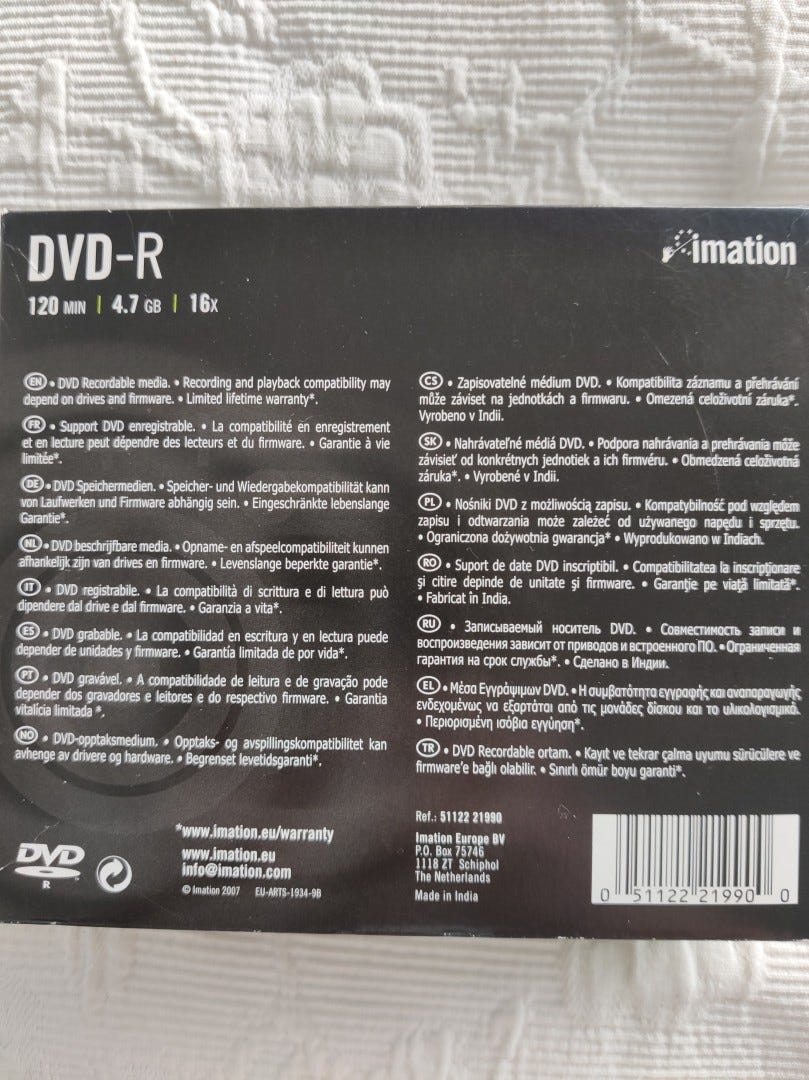 DVD-R
imation
120 MIN | 4.7 GB | 16X
EN • DVD Recordable media. • Recording and playback compatibility may
depend on drives and firmware. • Limited lifetime warranty*.
FR • Support DVD enregistrable. • La compatibilité en enregistrement
et en lecture peut dépendre des lecteurs et du firmware. • Garantie à vie
limitée*.
DE • DVD Speichermedien. • Speicher- und Wiedergabekompatibilität kann
von Laufwerken und Firmware abhängig sein. • Eingeschränkte lebenslange
Garantie*.
NL • DVD beschrijfbare media. • Opname- en afspeelcompatibiliteit kunnen
afhankelijk zijn van drives en firmware. • Levenslange beperkte garantie*.
IT • DVD registrabile. • La compatibilità di scrittura e di lettura può
dipendere dal drive e dal firmware. • Garanzia a vita*.
ES • DVD grabable. • La compatibilidad en escritura y en lectura puede
depender de unidades y firmware. • Garantía limitada de por vida*.
PT • DVD gravável. • A compatibilidade de leitura e de gravação pode
depender dos gravadores e leitores e do respectivo firmware. • Garantia
vitalícia limitada *.
NO • DVD-opptaksmedium. • Opptaks- og avspillingskompatibilitet kan
avhenge av drivere og hardware. • Begrenset levetidsgaranti*.
CS • Zapisovatelné médium DVD. • Kompatibilita záznamu a přehrávání
může záviset na jednotkách a firmwaru. • Omezená celoživotní záruka*.
Vyrobeno v Indii.
SK • Nahrávateľné médiá DVD. • Podpora nahrávania a prehrávania môže
závisieť od konkrétnych jednotiek a ich firmvéru. • Obmedzená celoživotná
záruka*. • Vyrobené v Indii.
PL • Nośniki DVD z możliwością zapisu. • Kompatybilność pod względem
zapisu i odtwarzania może zależeć od używanego napędu i sprzętu.
• Ograniczona dożywotnia gwarancja* • Wyprodukowano w Indiach.
RO • Suport de date DVD inscriptibil. • Compatibilitatea la inscripţionare
şi citire depinde de unitate şi firmware. • Garanţie pe viaţă limitată*.
• Fabricat în India.
RU • Записываемый носитель DVD. • Совместимость записи и
воспроизведения зависит от приводов и встроенного ПО. • Ограниченная
гарантия на срок службы*. • Сделано в Индии.
EL • Μέσα Εγγράψιμων DVD. • Η συμβατότητα εγγραφής και αναπαραγωγής
ενδεχομένως να εξαρτάται από τις μονάδες δίσκου και το υλικολογισμικό.
• Περιορισμένη ισόβια εγγύηση*.
TR • DVD Recordable ortam. • Kayıt ve tekrar çalma uyumu sürücülere ve
firmware'e bağlı olabilir. • Sınırlı ömür boyu garanti*.
DVD
R
*www.imation.eu/warranty
www.imation.eu
info@imation.com
© Imation 2007 EU-ARTS-1934-9B
Ref.: 51122 21990
Imation Europe BV
P.O. Box 75746
1118 ZT Schiphol
The Netherlands
Made in India
0 51122 21990 0